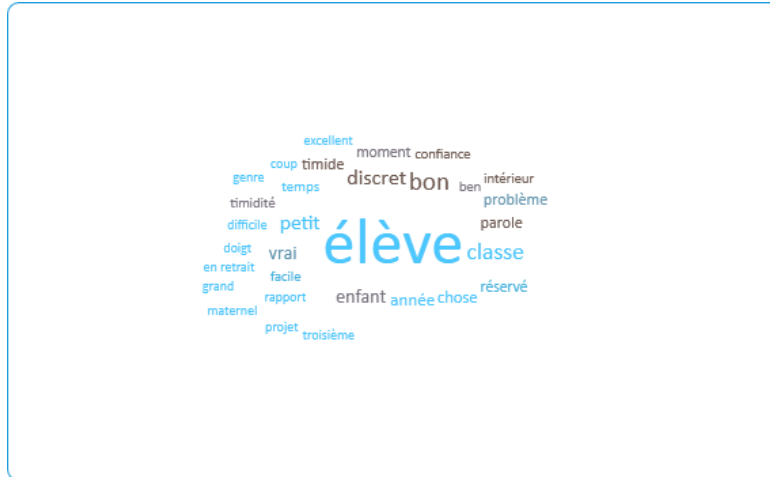 excellent
moment confiance
coup timide
genre temps discret bon ben intérieur
timidité problème
difficile petit élève parole
doigt vrai classe
en retrait facile
grand rapport enfant année chose réservé
maternel
projet troisième